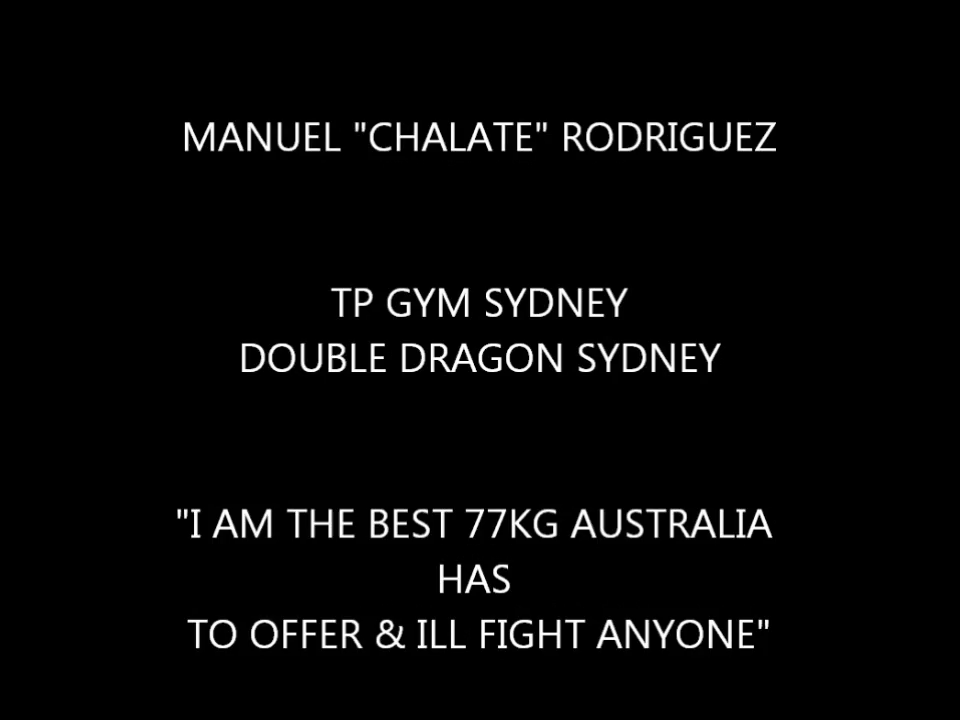 MANUEL "CHALATE" RODRIGUEZ
TP GYM SYDNEY
DOUBLE DRAGON SYDNEY
"I AM THE BEST 77KG AUSTRALIA
HAS
TO OFFER & ILL FIGHT ANYONE"